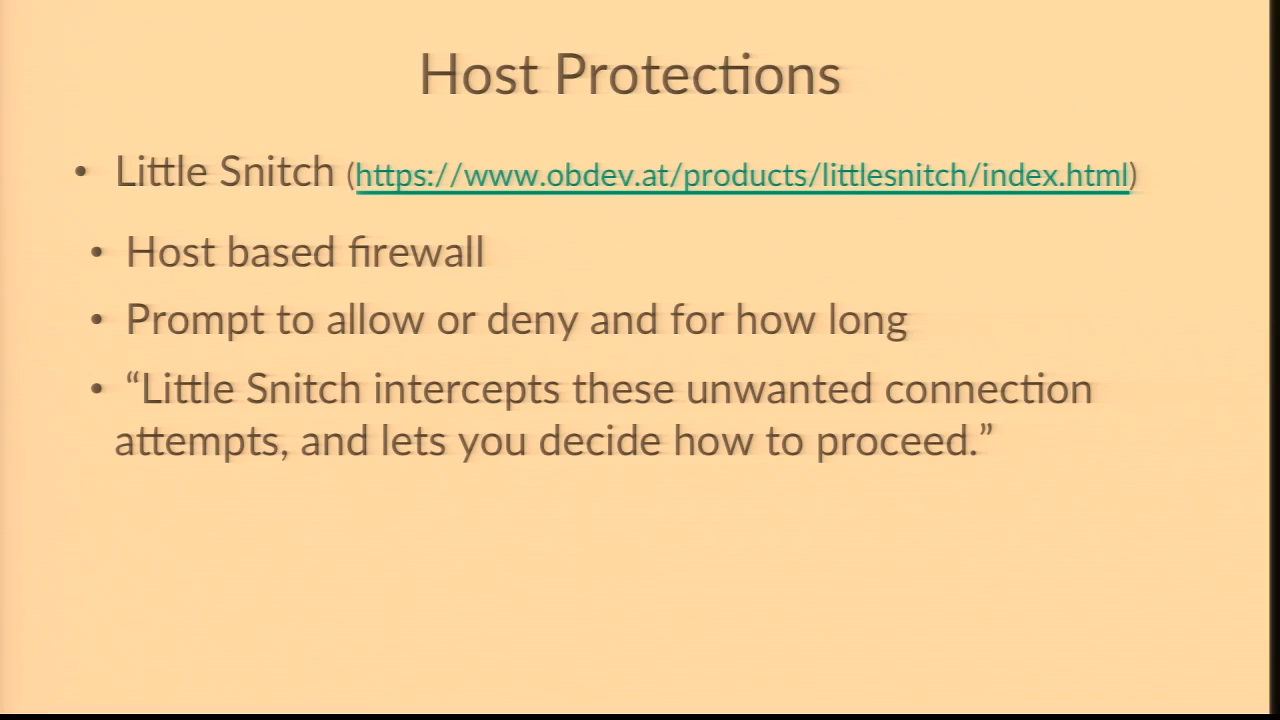 Host Protections
• Little Snitch (https://www.obdev.at/products/littlesnitch/index.html)
• Host based firewall
• Prompt to allow or deny and for how long
• “Little Snitch intercepts these unwanted connection
attempts, and lets you decide how to proceed.”